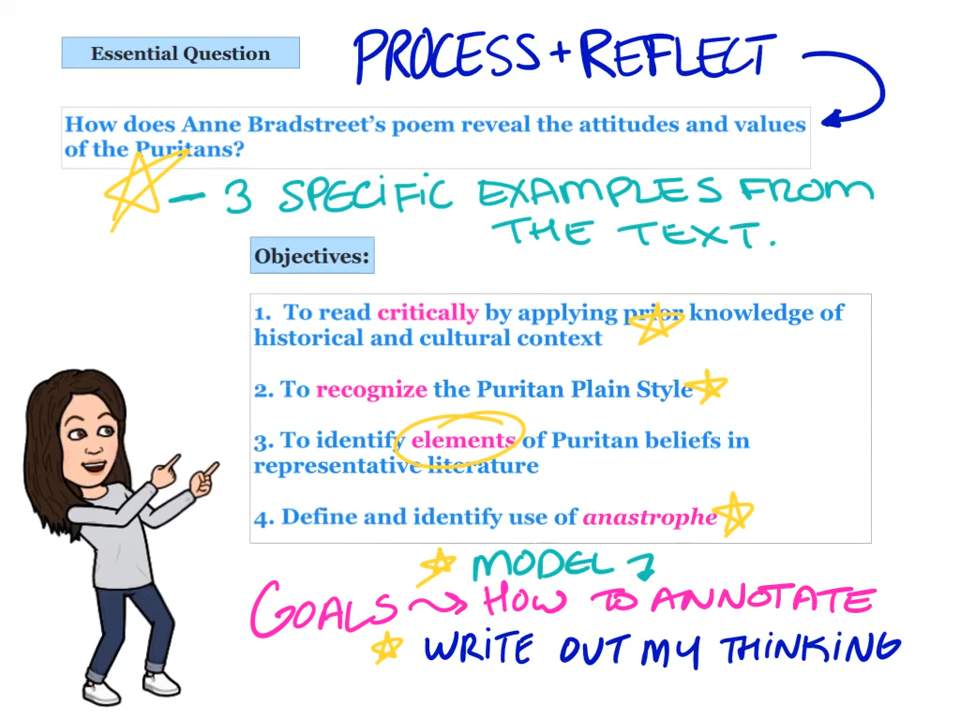 Essential Question
PROCESS + REFLECT
How does Anne Bradstreet's poem reveal the attitudes and values
of the Puritans?
- 3 SPECIFIC EXAMPLES FROM
THE TEXT.
Objectives:
1. To read critically by applying prior knowledge of
historical and cultural context
2. To recognize the Puritan Plain Style
3. To identify elements of Puritan beliefs in
representative literature
4. Define and identify use of anastrophe
MODEL
GOALS HOW TO ANNOTATE
WRITE OUT MY THINKING